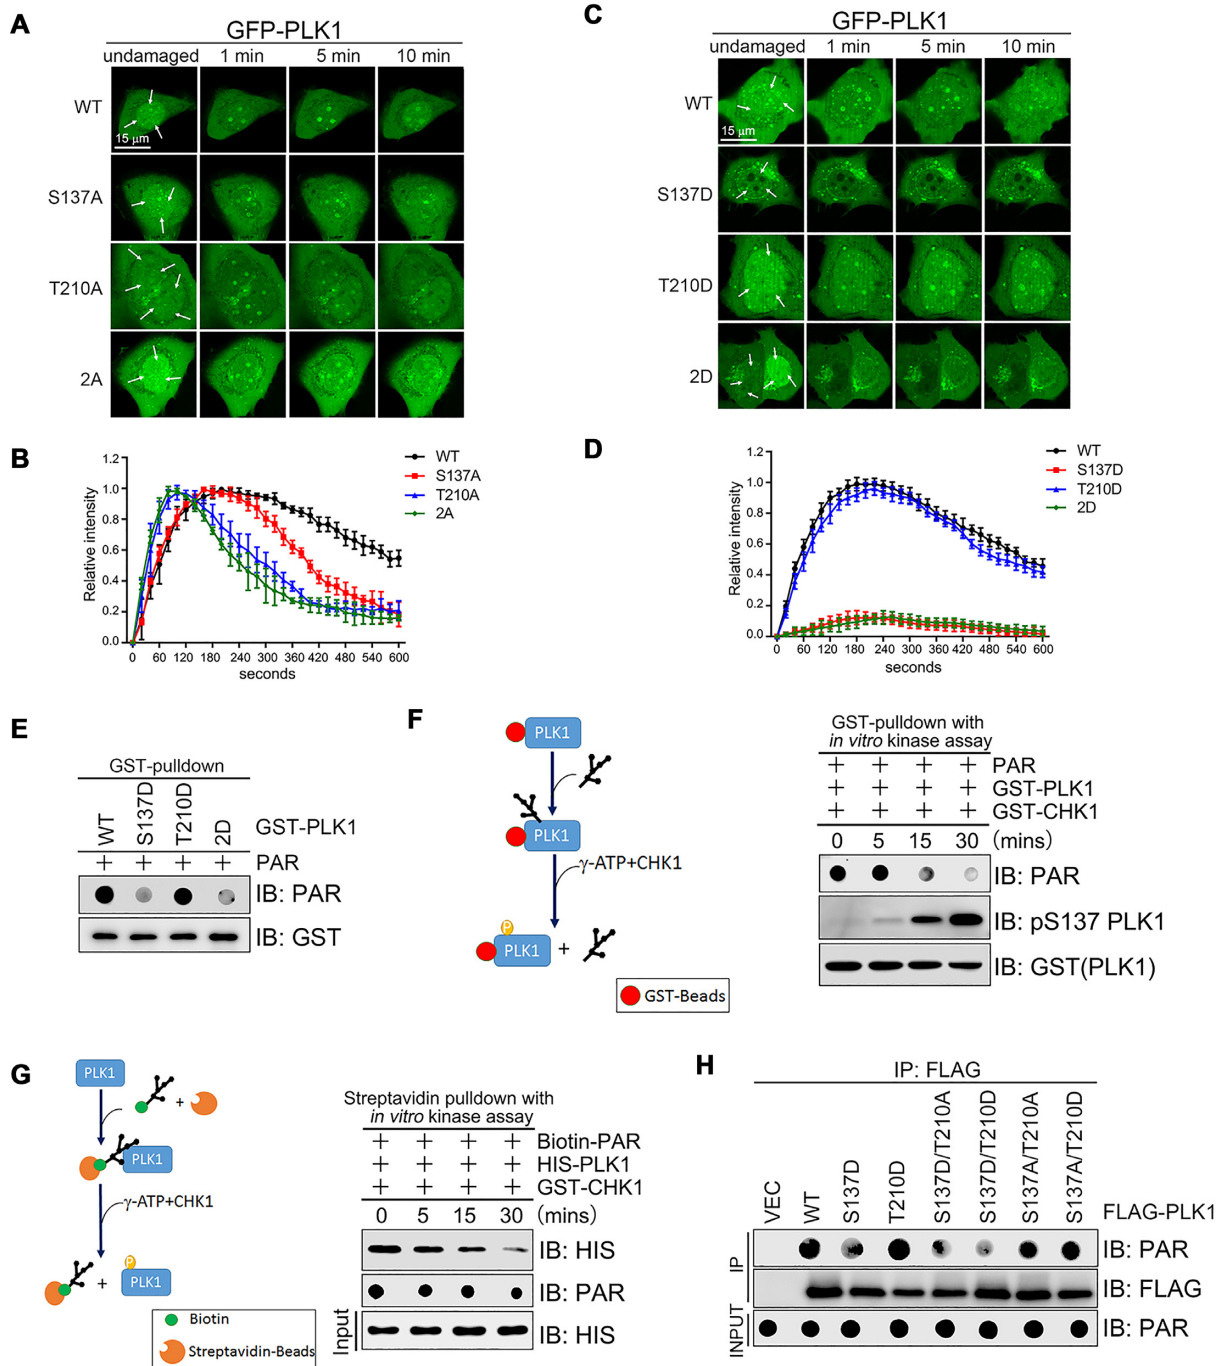 A
GFP-PLK1
undamaged 1 min 5 min 10 min
WT
15 μm
S137A
T210A
2A
C
GFP-PLK1
undamaged 1 min 5 min 10 min
WT
15 μm
S137D
T210D
2D
B
Relative intensity
1.2
1.0
0.8
0.6
0.4
0.2
0.0
0 60 120 180 240 300 360 420 480 540 600
seconds
WT
S137A
T210A
2A
D
Relative intensity
1.2
1.0
0.8
0.6
0.4
0.2
0.0
0 60 120 180 240 300 360 420 480 540 600
seconds
WT
S137D
T210D
2D
E
GST-pulldown
WT S137D T210D 2D GST-PLK1
+ + + + PAR
IB: PAR
IB: GST
F
PLK1
PLK1
γ-ATP+CHK1
P
PLK1 +
GST-Beads
GST-pulldown with
in vitro kinase assay
+ + + + PAR
+ + + + GST-PLK1
+ + + + GST-CHK1
0 5 15 30 (mins)
IB: PAR
IB: pS137 PLK1
IB: GST(PLK1)
G
PLK1
+
PLK1
γ-ATP+CHK1
P
+ PLK1
Biotin
Streptavidin-Beads
Streptavidin pulldown with
in vitro kinase assay
+ + + + Biotin-PAR
+ + + + HIS-PLK1
+ + + + GST-CHK1
0 5 15 30 (mins)
IB: HIS
IB: PAR
Input
IB: HIS
H
IP: FLAG
VEC WT S137D T210D S137D/T210A S137D/T210D S137A/T210A S137A/T210D FLAG-PLK1
IP
IB: PAR
IB: FLAG
INPUT
IB: PAR